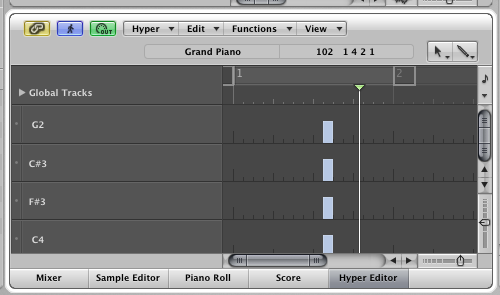 OUT Hyper Edit Functions View
Grand Piano 102 1 4 2 1
1 2
Global Tracks
G2
C#3
F#3
C4
Mixer Sample Editor Piano Roll Score Hyper Editor